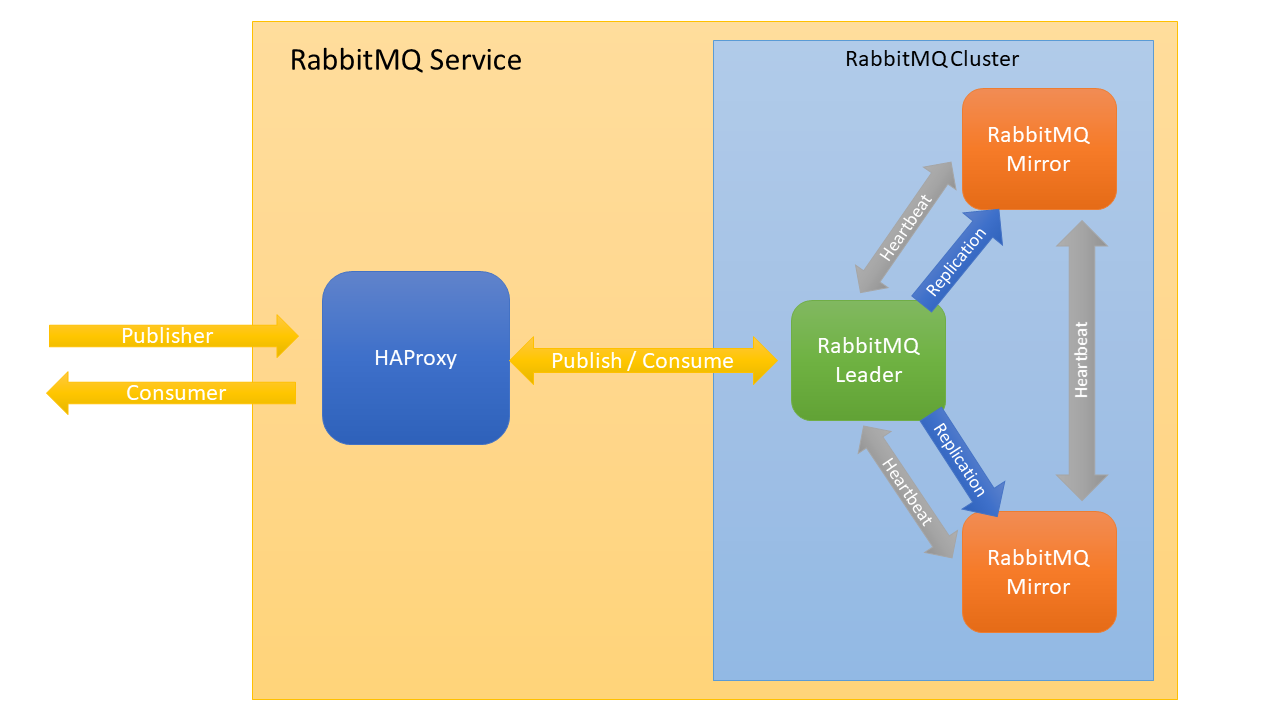 RabbitMQ Service
RabbitMQ Cluster
RabbitMQ
Mirror
Heartbeat
Replication
Publisher
Consumer
HAProxy
Publish / Consume
RabbitMQ
Leader
Heartbeat
Heartbeat
Replication
RabbitMQ
Mirror